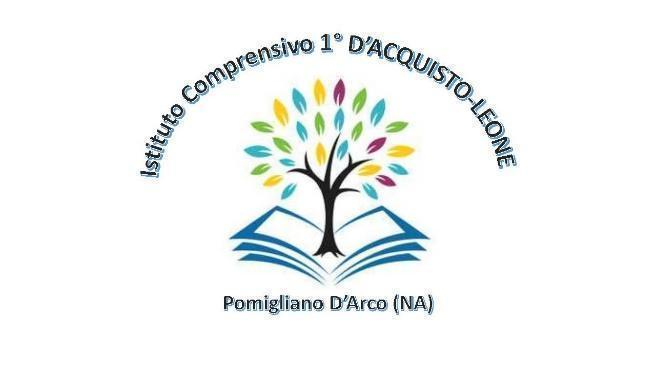 Istituto Comprensivo 1° D'ACQUISTO-LEONE
Pomigliano D'Arco (NA)